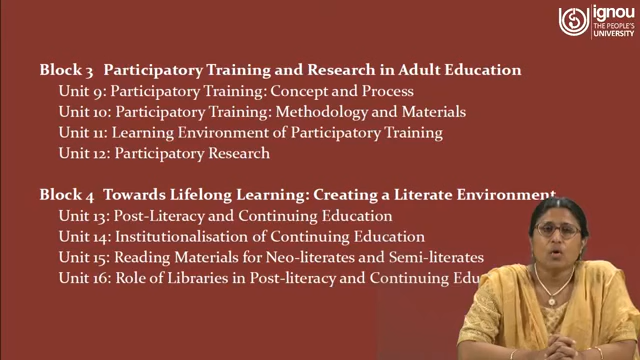 ignou
THE PEOPLE'S
UNIVERSITY
Block 3 Participatory Training and Research in Adult Education
Unit 9: Participatory Training: Concept and Process
Unit 10: Participatory Training: Methodology and Materials
Unit 11: Learning Environment of Participatory Training
Unit 12: Participatory Research
Block 4 Towards Lifelong Learning: Creating a Literate Environment
Unit 13: Post-Literacy and Continuing Education
Unit 14: Institutionalisation of Continuing Education
Unit 15: Reading Materials for Neo-literates and Semi-literates
Unit 16: Role of Libraries in Post-literacy and Continuing Edu